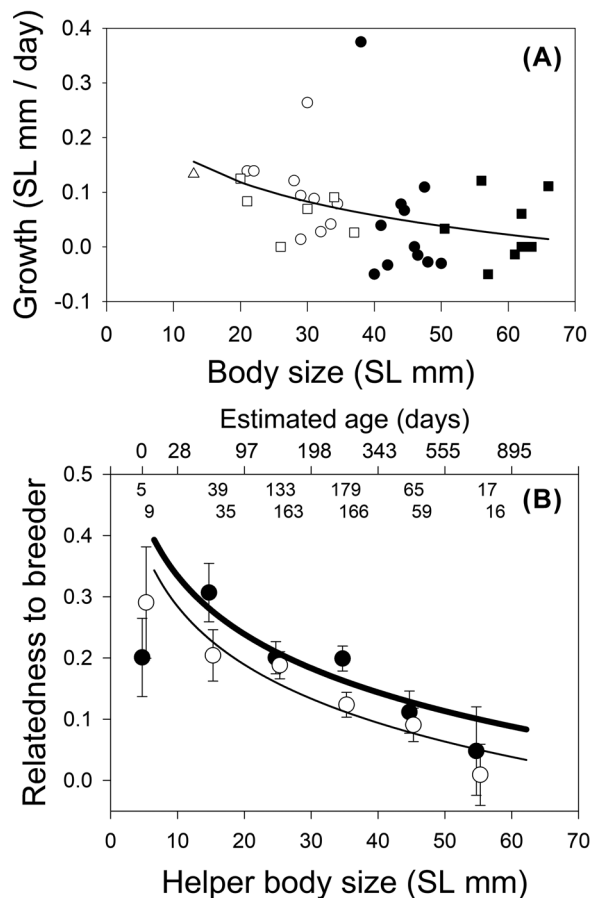 0.4
(A)
0.3
0.2
0.1
0.0
-0.1
Growth (SL mm / day)
0 10 20 30 40 50 60 70
Body size (SL mm)
Estimated age (days)
0 28 97 198 343 555 895
0.5
5 39 133 179 65 17 (B)
9 35 163 166 59 16
0.4
0.3
0.2
0.1
0.0
Relatedness to breeder
0 10 20 30 40 50 60 70
Helper body size (SL mm)